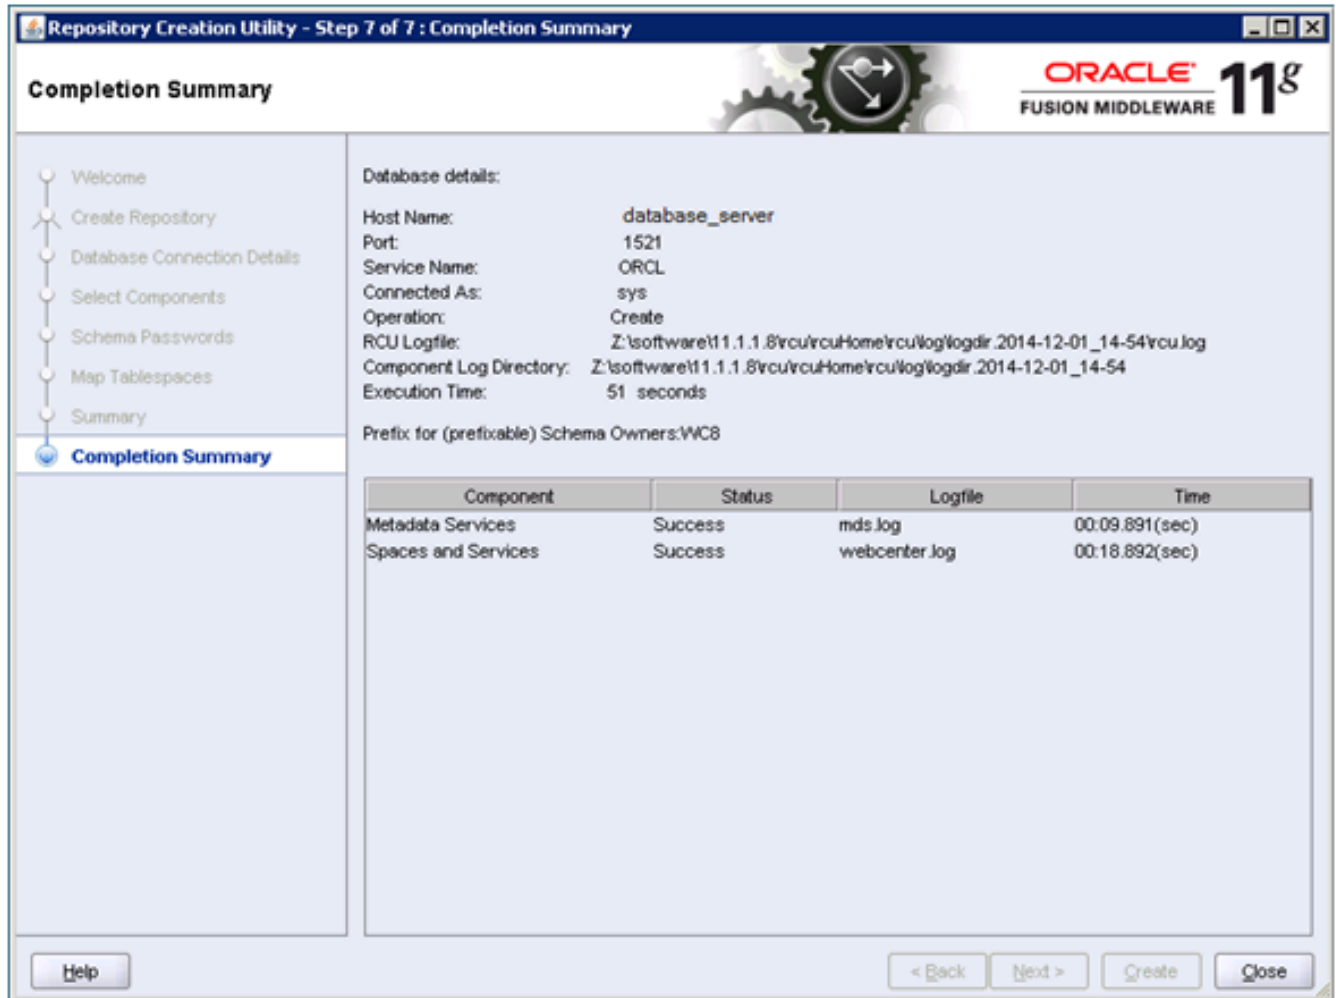 Repository Creation Utility - Step 7 of 7 : Completion Summary
Completion Summary
ORACLE
FUSION MIDDLEWARE 11g
Welcome
Create Repository
Database Connection Details
Select Components
Schema Passwords
Map Tablespaces
Summary
Completion Summary
Database details:
Host Name: database_server
Port: 1521
Service Name: ORCL
Connected As: sys
Operation: Create
RCU Logfile: Z:\software\11.1.1.8\rcu\rcuHome\rcu\log\logdir.2014-12-01_14-54\rcu.log
Component Log Directory: Z:\software\11.1.1.8\rcu\rcuHome\rcu\log\logdir.2014-12-01_14-54
Execution Time: 51 seconds
Prefix for (prefixable) Schema Owners:WC8
Component Status Logfile Time
Metadata Services Success mds.log 00:09.891(sec)
Spaces and Services Success webcenter.log 00:18.892(sec)
Help < Back Next > Create Close